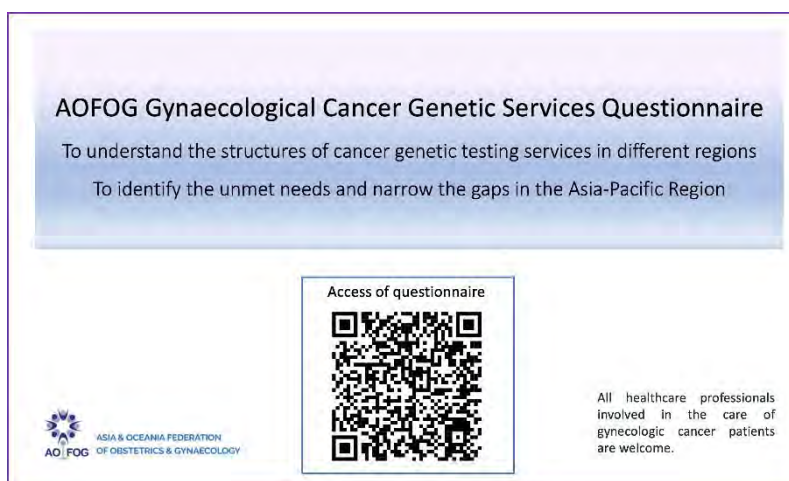 AOFOG Gynaecological Cancer Genetic Services Questionnaire
To understand the structures of cancer genetic testing services in different regions
To identify the unmet needs and narrow the gaps in the Asia-Pacific Region
Access of questionnaire
All healthcare professionals
involved in the care of
gynecologic cancer patients
are welcome.
AOFOG
ASIA & OCEANIA FEDERATION
OF OBSTETRICS & GYNAECOLOGY